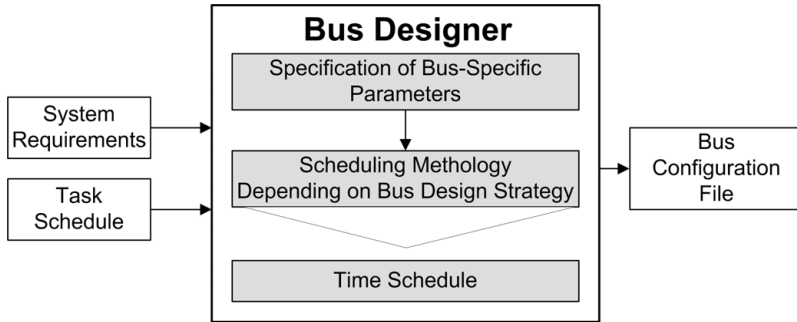 Bus Designer
Specification of Bus-Specific
Parameters
System
Requirements
Scheduling Methology
Depending on Bus Design Strategy
Bus
Configuration
File
Task
Schedule
Time Schedule